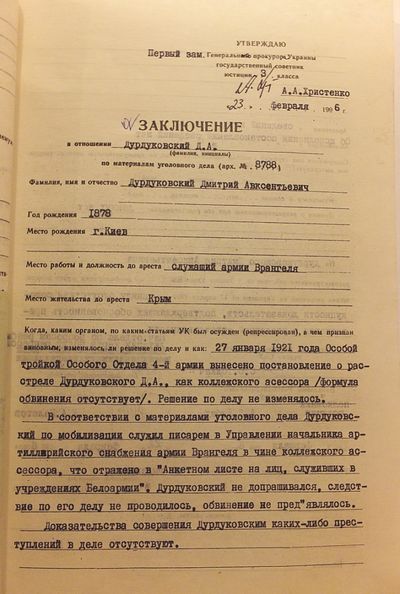 УТВЕРЖДАЮ
Первый зам. Генерального прокурора Украины
государственный советник
юстиции 3 класса
А.А.Христенко
"23." февраля 1996 г.
ЗАКЛЮЧЕНИЕ
в отношении Дурдуковский Д.А.
(фамилия, инициалы)
по материалам уголовного дела (арх. № 8788)
Фамилия, имя и отчество Дурдуковский Дмитрий Авксентьевич
Год рождения 1878
Место рождения г.Киев
Место работы и должность до ареста служащий армии Врангеля
Место жительства до ареста Крым
Когда, каким органом, по каким статьям УК был осужден (репрессирован), в чем признан
виновным, изменялось ли решение по делу и как: 27 января 1921 года Особой
тройкой Особого Отдела 4-й армии вынесено постановление о рас-
стреле Дурдуковского Д.А., как коллежского асессора /формула
обвинения отсутствует/. Решение по делу не изменялось.
В соответствии с материалами уголовного дела Дурдуковс-
кий по мобилизации служил писарем в Управлении начальника ар-
тиллирийского снабжения армии Врангеля в чине коллежского ас-
сессора, что отражено в "Анкетном листе на лиц, служивших в
учреждениях Белоармии". Дурдуковский не допрашивался, следст-
вие по его делу не проводилось, обвинение не пред"являлось.
Доказательства совершения Дурдуковским каких-либо прес-
туплений в деле отсутствуют.